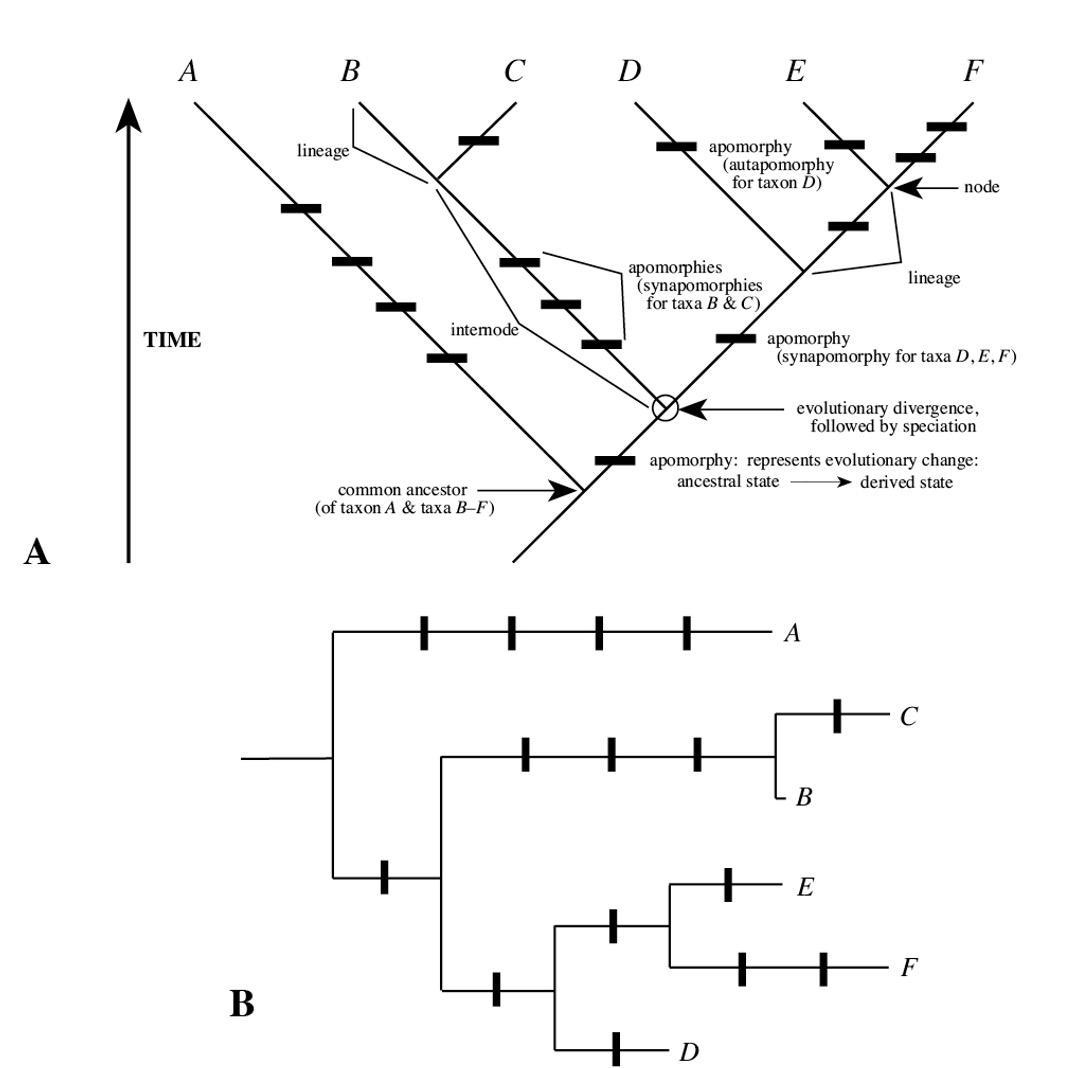 A B C D E F
lineage
apomorphy
(autapomorphy
for taxon D)
node
apomorphies
(synapomorphies
for taxa B & C)
lineage
internode
TIME
apomorphy
(synapomorphy for taxa D, E, F)
evolutionary divergence,
followed by speciation
apomorphy: represents evolutionary change:
ancestral state derived state
common ancestor
(of taxon A & taxa B–F)
A
A
C
B
E
F
B
D